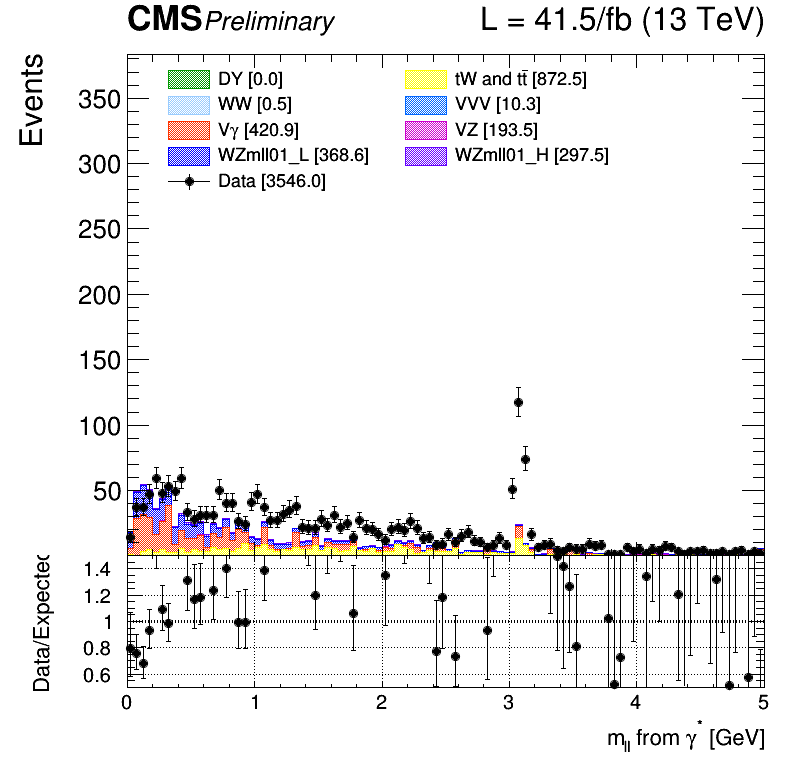 CMS Preliminary L = 41.5/fb (13 TeV)
Events
DY [0.0] tW and tt̄ [872.5]
WW [0.5] VVV [10.3]
Vγ [420.9] VZ [193.5]
WZmll01_L [368.6] WZmll01_H [297.5]
Data [3546.0]
350
300
250
200
150
100
50
Data/Expected
1.4
1.2
1
0.8
0.6
0 1 2 3 4 5
m_ll from γ* [GeV]